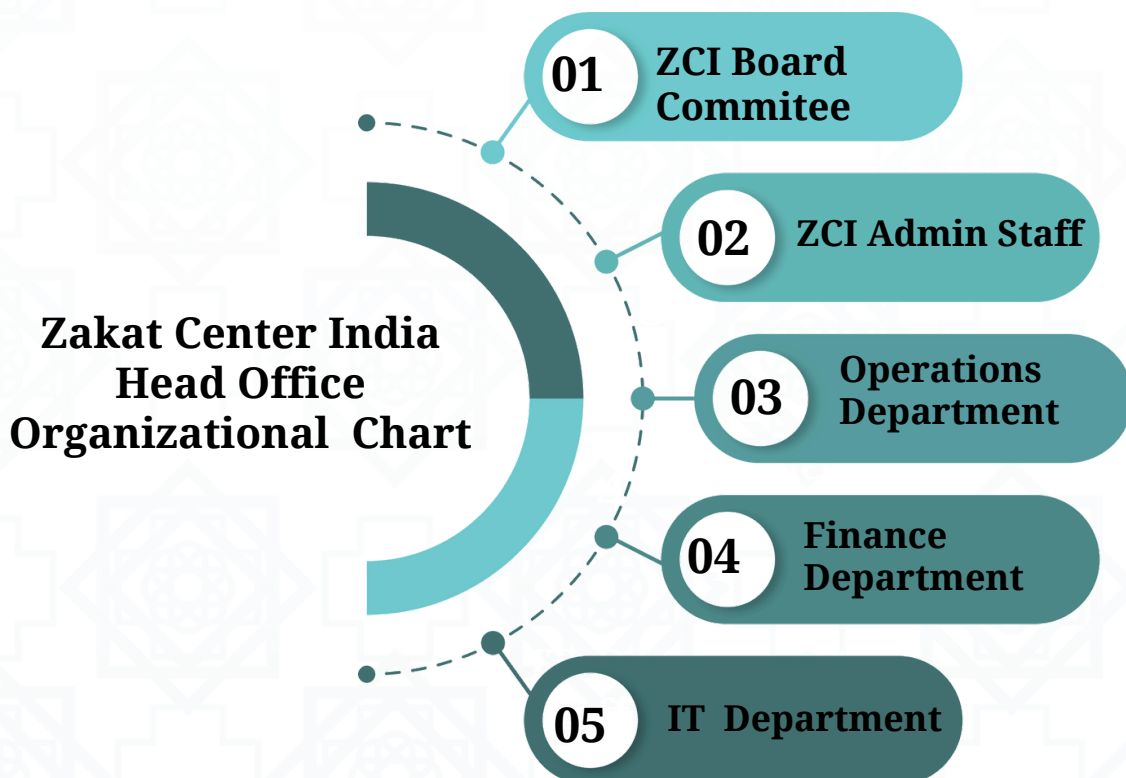 Zakat Center India
Head Office
Organizational Chart
01
ZCI Board
Commitee
02
ZCI Admin Staff
03
Operations
Department
04
Finance
Department
05
IT Department